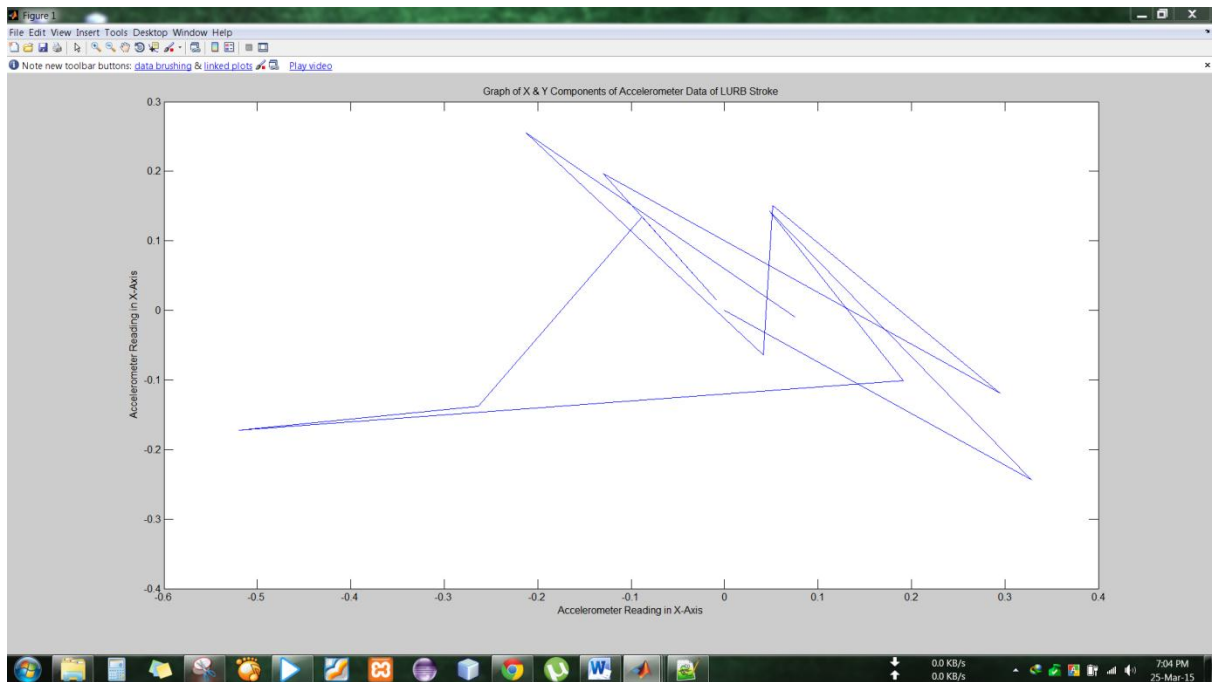 Figure 1
File Edit View Insert Tools Desktop Window Help
Note new toolbar buttons: data brushing & linked plots Play video
Graph of X & Y Components of Accelerometer Data of LURB Stroke
0.3
0.2
0.1
0
-0.1
-0.2
-0.3
-0.4
Accelerometer Reading in X-Axis
-0.6 -0.5 -0.4 -0.3 -0.2 -0.1 0 0.1 0.2 0.3 0.4
Accelerometer Reading in X-Axis
0.0 KB/s
0.0 KB/s
7:04 PM
25-Mar-15